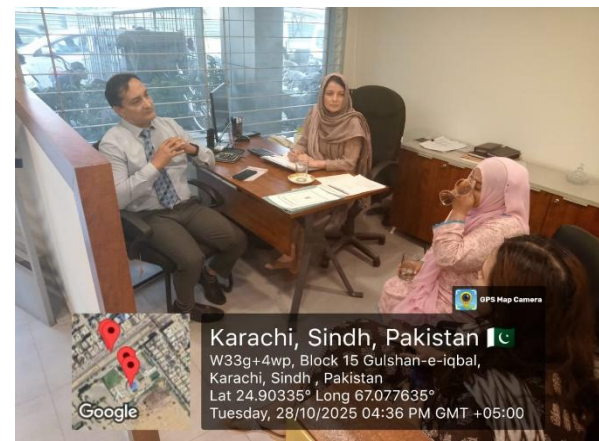 GPS Map Camera
Karachi, Sindh, Pakistan
W33g+4wp, Block 15 Gulshan-e-iqbal,
Karachi, Sindh , Pakistan
Lat 24.90335° Long 67.077635°
Tuesday, 28/10/2025 04:36 PM GMT +05:00
Google